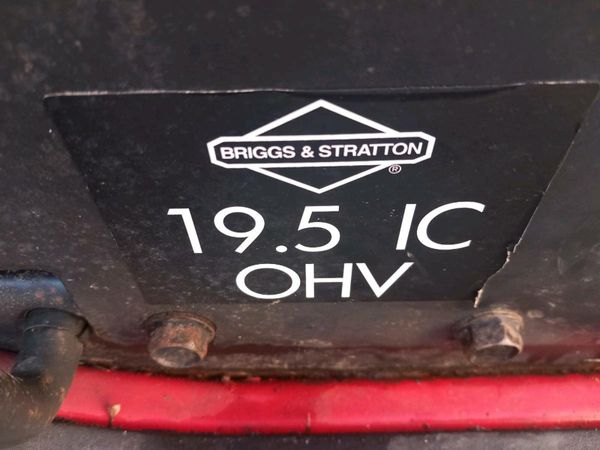 BRIGGS & STRATTON
®
19.5 IC
OHV